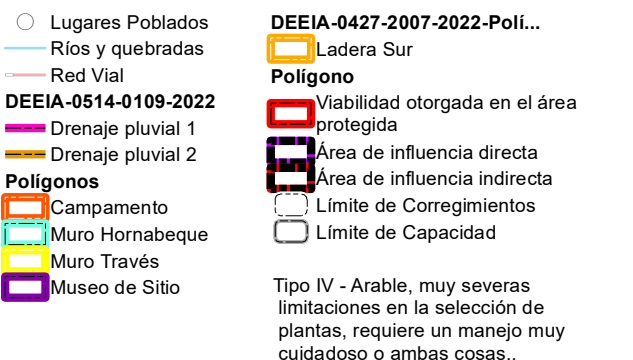 Lugares Poblados
Ríos y quebradas
Red Vial
DEEIA-0514-0109-2022
Drenaje pluvial 1
Drenaje pluvial 2
Polígonos
Campamento
Muro Hornabeque
Muro Través
Museo de Sitio
DEEIA-0427-2007-2022-Polí...
Ladera Sur
Polígono
Viabilidad otorgada en el área
protegida
Área de influencia directa
Área de influencia indirecta
Límite de Corregimientos
Límite de Capacidad
Tipo IV - Arable, muy severas
limitaciones en la selección de
plantas, requiere un manejo muy
cuidadoso o ambas cosas..